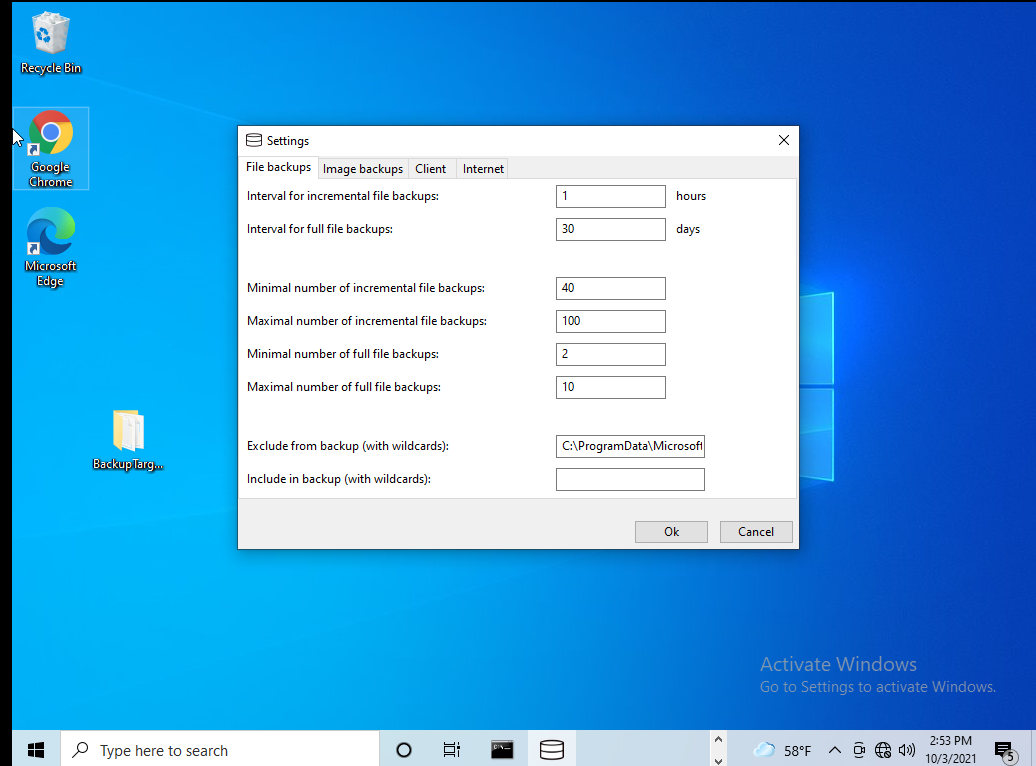 Recycle Bin
Google
Chrome
Microsoft
Edge
BackupTarg...
Settings
File backups
Image backups
Client
Internet
Interval for incremental file backups:
1
hours
Interval for full file backups:
30
days
Minimal number of incremental file backups:
40
Maximal number of incremental file backups:
100
Minimal number of full file backups:
2
Maximal number of full file backups:
10
Exclude from backup (with wildcards):
C:\ProgramData\Microsoft
Include in backup (with wildcards):
Ok
Cancel
Activate Windows
Go to Settings to activate Windows.
Type here to search
58°F
2:53 PM
10/3/2021
5